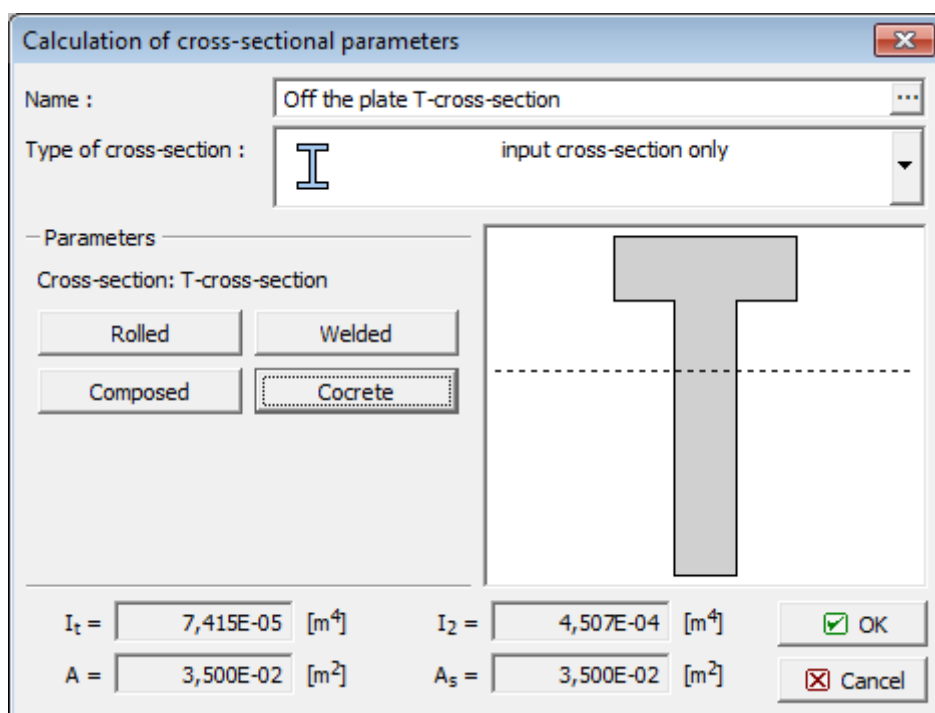 Calculation of cross-sectional parameters
Name : Off the plate T-cross-section ...
Type of cross-section : input cross-section only
Parameters
Cross-section: T-cross-section
Rolled Welded
Composed Cocrete
Iₜ = 7,415E-05 [m⁴] I₂ = 4,507E-04 [m⁴] OK
A = 3,500E-02 [m²] Aₛ = 3,500E-02 [m²] Cancel